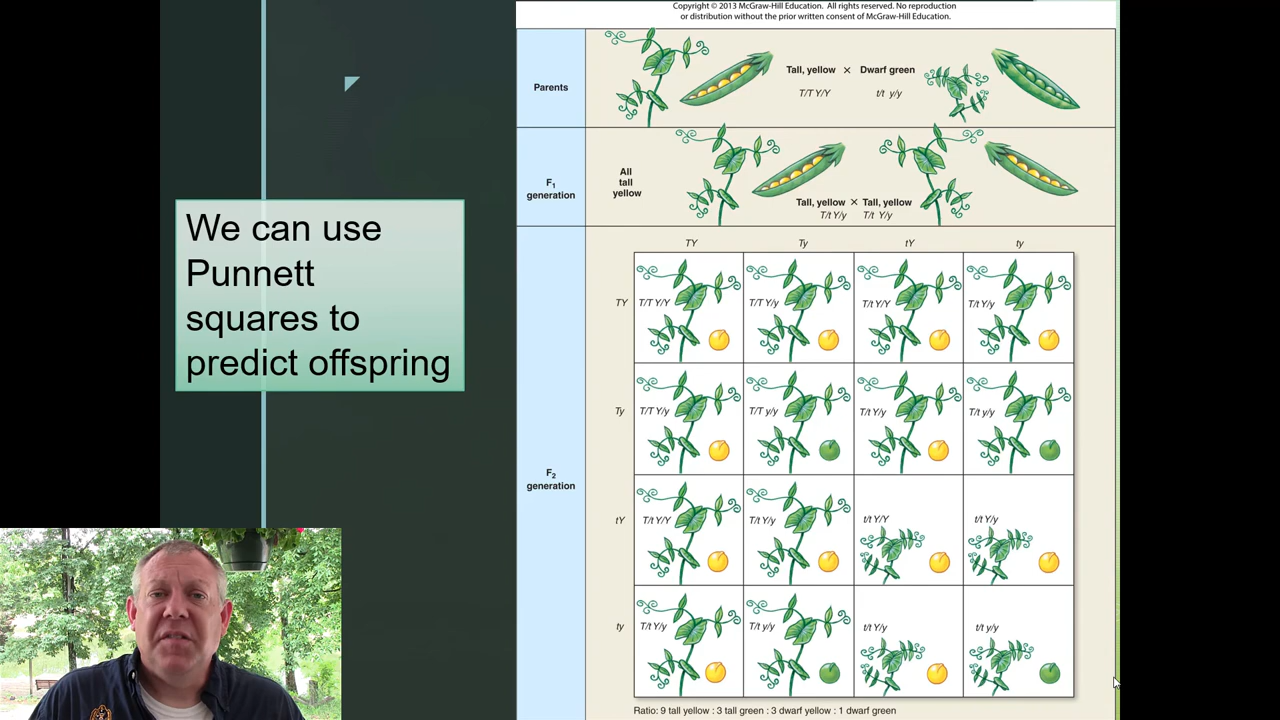 Copyright © 2013 McGraw-Hill Education. All rights reserved. No reproduction
or distribution without the prior written consent of McGraw-Hill Education.
We can use
Punnett
squares to
predict offspring
Parents
Tall, yellow × Dwarf green
T/T Y/Y t/t y/y
F1
generation
All
tall
yellow
Tall, yellow × Tall, yellow
T/t Y/y T/t Y/y
F2
generation
TY Ty tY ty
TY T/T Y/Y T/T Y/y T/t Y/Y T/t Y/y
Ty T/T Y/y T/T y/y T/t Y/y T/t y/y
tY T/t Y/Y T/t Y/y t/t Y/Y t/t Y/y
ty T/t Y/y T/t y/y t/t Y/y t/t y/y
Ratio: 9 tall yellow : 3 tall green : 3 dwarf yellow : 1 dwarf green